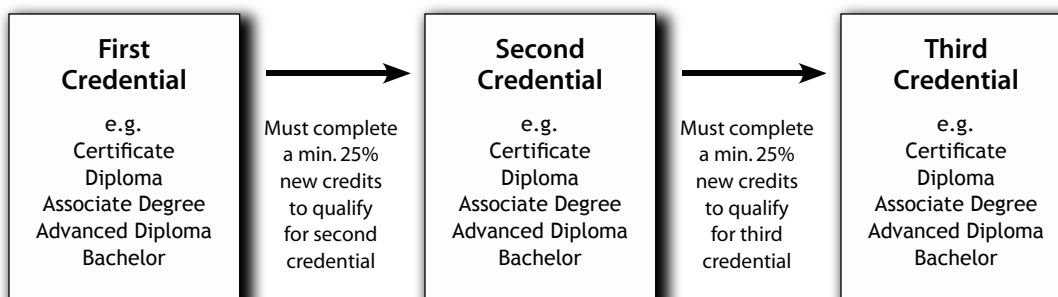 First
Credential
e.g.
Certificate
Diploma
Associate Degree
Advanced Diploma
Bachelor
Must complete
a min. 25%
new credits
to qualify
for second
credential
Second
Credential
e.g.
Certificate
Diploma
Associate Degree
Advanced Diploma
Bachelor
Must complete
a min. 25%
new credits
to qualify
for third
credential
Third
Credential
e.g.
Certificate
Diploma
Associate Degree
Advanced Diploma
Bachelor